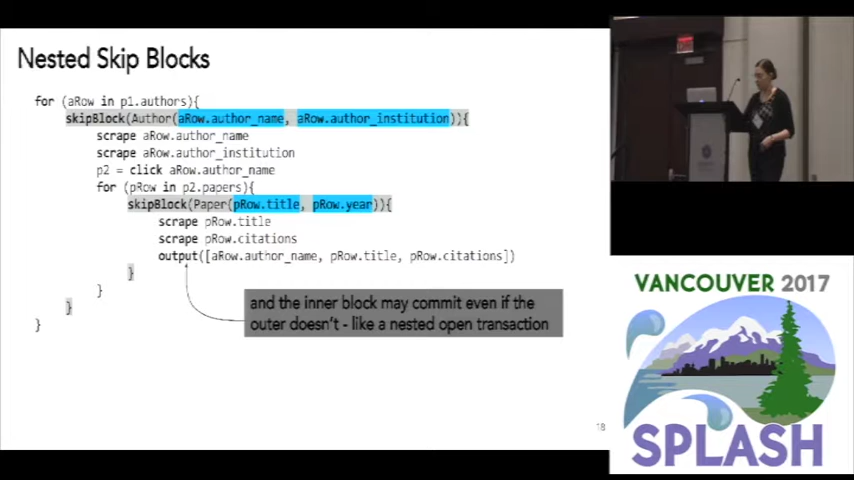 Nested Skip Blocks
for (aRow in p1.authors){
skipBlock(Author(aRow.author_name, aRow.author_institution)){
scrape aRow.author_name
scrape aRow.author_institution
p2 = click aRow.author_name
for (pRow in p2.papers){
skipBlock(Paper(pRow.title, pRow.year)){
scrape pRow.title
scrape pRow.citations
output([aRow.author_name, pRow.title, pRow.citations])
}
}
}
}
and the inner block may commit even if the
outer doesn't - like a nested open transaction
18
VANCOUVER 2017
SPLASH